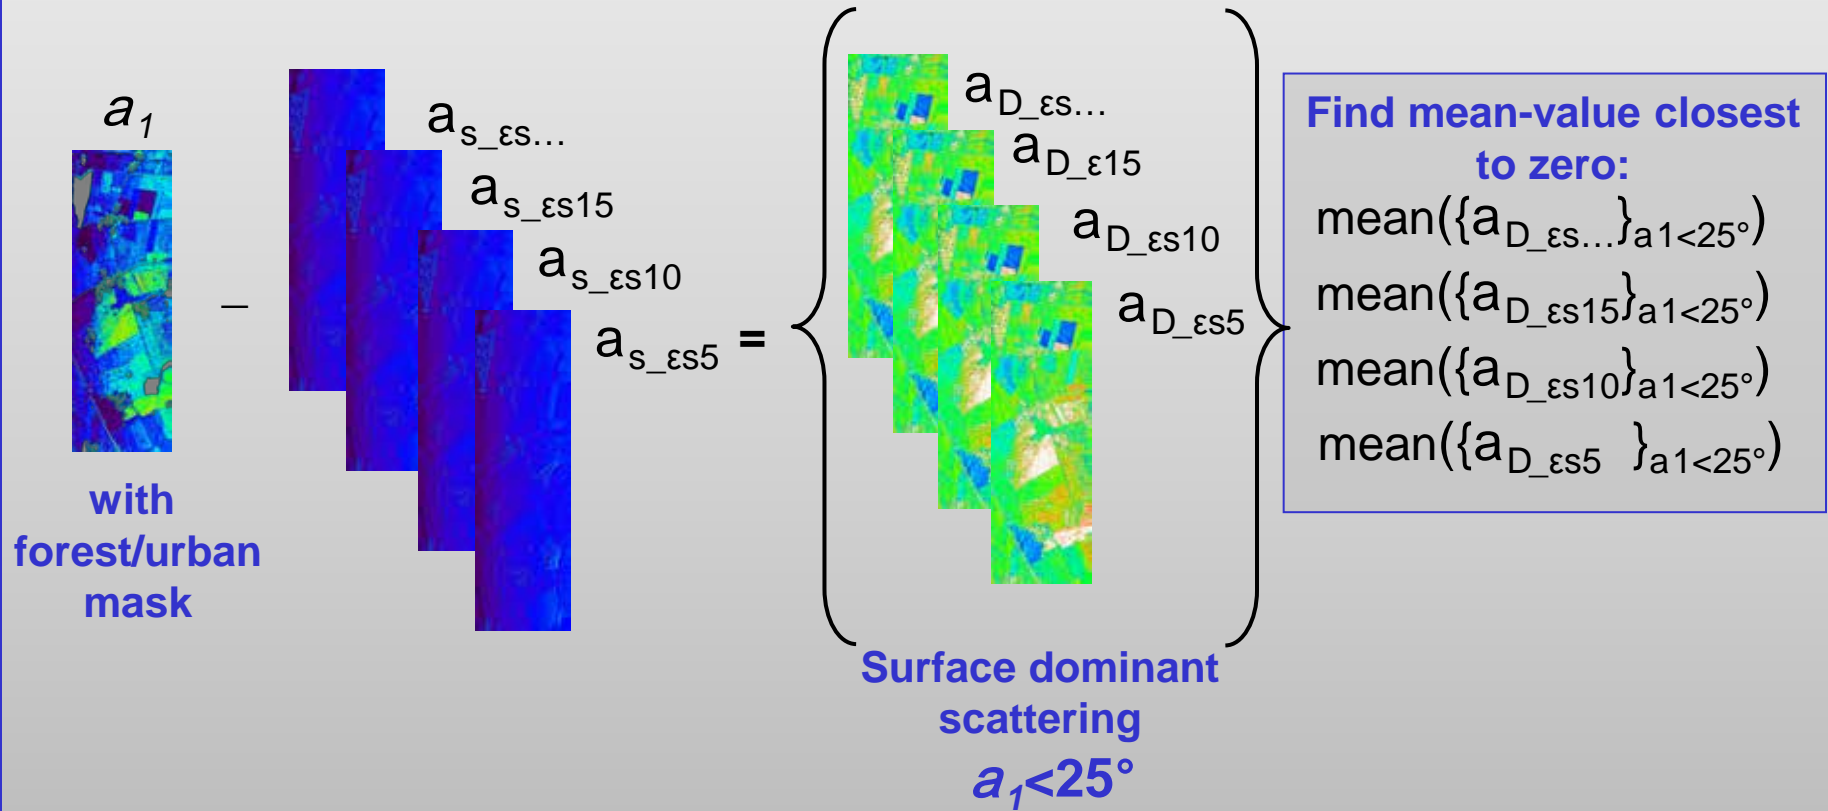 a1
with
forest/urban
mask
–
as_εs...
as_εs15
as_εs10
as_εs5
=
aD_εs...
aD_ε15
aD_εs10
aD_εs5
Surface dominant
scattering
a1<25°
Find mean-value closest
to zero:
mean({aD_εs...}a1<25°)
mean({aD_εs15}a1<25°)
mean({aD_εs10}a1<25°)
mean({aD_εs5 }a1<25°)